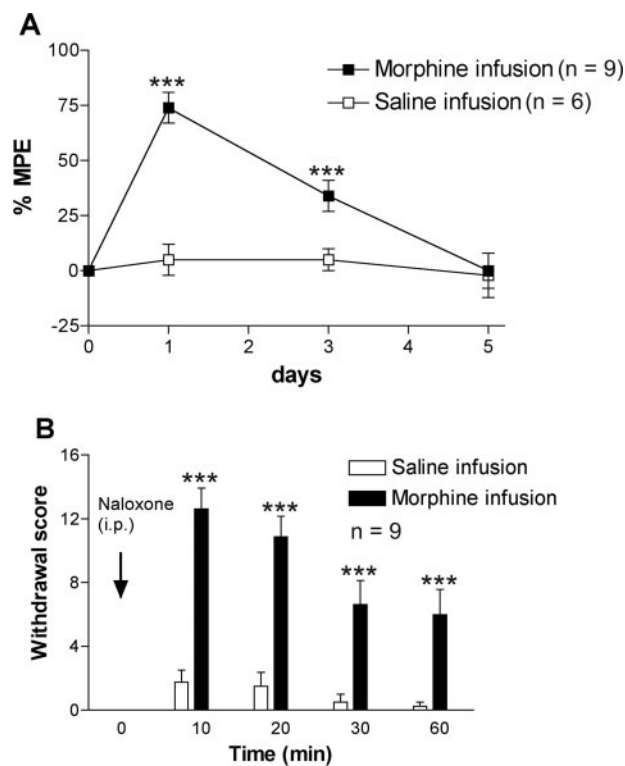 A
100
75
50
25
0
-25
% MPE
***
***
Morphine infusion (n = 9)
Saline infusion (n = 6)
0 1 2 3 4 5
days
B
16
12
8
4
0
Withdrawal score
Naloxone
(i.p.)
***
***
***
***
Saline infusion
Morphine infusion
n = 9
0 10 20 30 60
Time (min)